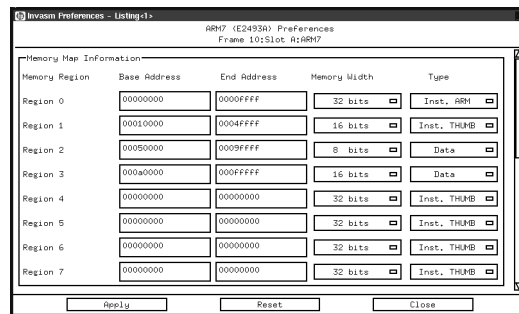 Invasm Preferences - Listing<1>
ARM7 (E2493A) Preferences
Frame 10:Slot A:ARM7
Memory Map Information
Memory Region Base Address End Address Memory Width Type
Region 0 00000000 0000ffff 32 bits Inst. ARM
Region 1 00010000 0004ffff 16 bits Inst. THUMB
Region 2 00050000 0009ffff 8 bits Data
Region 3 000a0000 000fffff 16 bits Data
Region 4 00000000 00000000 32 bits Inst. THUMB
Region 5 00000000 00000000 32 bits Inst. THUMB
Region 6 00000000 00000000 32 bits Inst. THUMB
Region 7 00000000 00000000 32 bits Inst. THUMB
Apply Reset Close